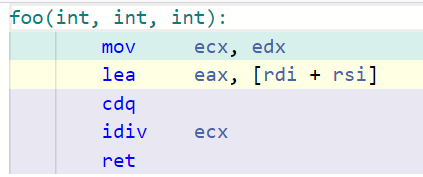 foo(int, int, int):
mov ecx, edx
lea eax, [rdi + rsi]
cdq
idiv ecx
ret